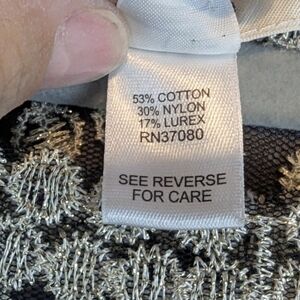 53% COTTON
30% NYLON
17% LUREX
RN37080
SEE REVERSE
FOR CARE